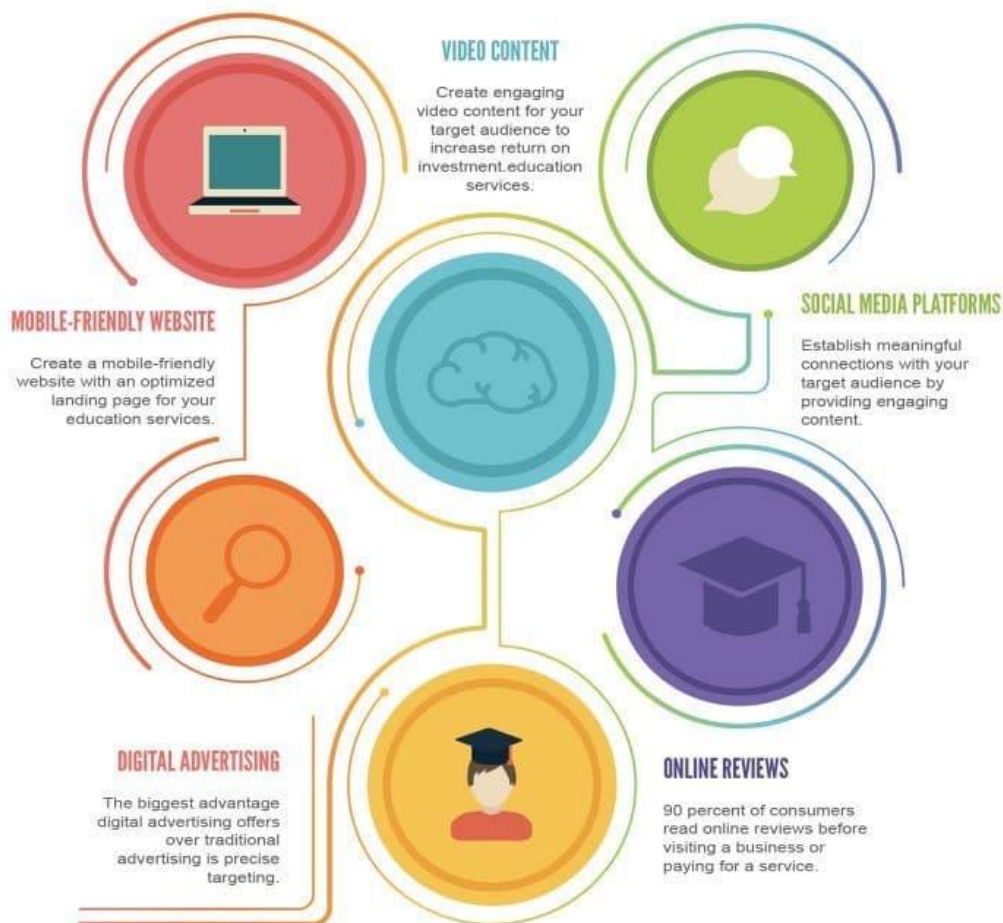 VIDEO CONTENT
Create engaging
video content for your
target audience to
increase return on
investment.education
services.
MOBILE-FRIENDLY WEBSITE
Create a mobile-friendly
website with an optimized
landing page for your
education services.
SOCIAL MEDIA PLATFORMS
Establish meaningful
connections with your
target audience by
providing engaging
content.
DIGITAL ADVERTISING
The biggest advantage
digital advertising offers
over traditional
advertising is precise
targeting.
ONLINE REVIEWS
90 percent of consumers
read online reviews before
visiting a business or
paying for a service.